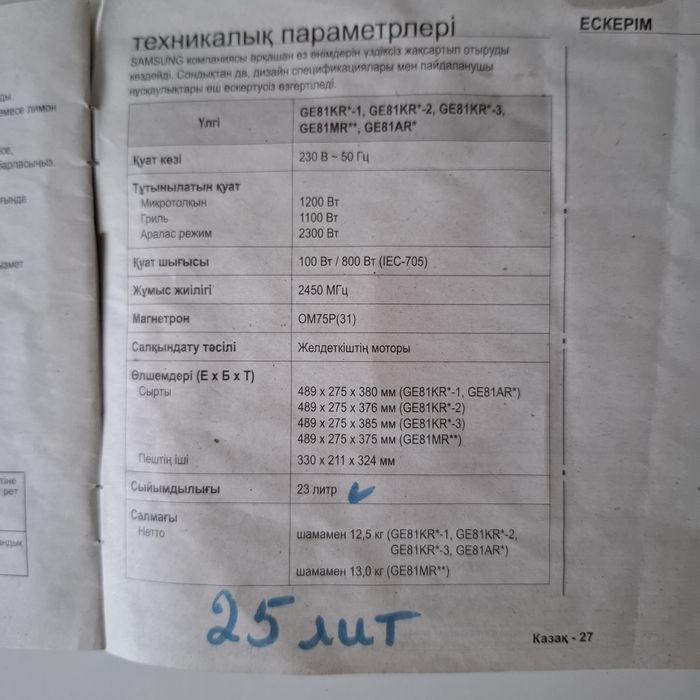 техникалық параметрлері
ЕСКЕРІМ
SAMSUNG компаниясы әрқашан өз өнімдерін үздіксіз жақсартып отыруды
көздейді. Сондықтан да, дизайн спецификациялары мен пайдаланушы
нұсқаулықтары еш ескертусіз өзгертіледі.
Үлгі
GE81KR*-1, GE81KR*-2, GE81KR*-3,
GE81MR**, GE81AR*
Қуат көзі
230 В ~ 50 Гц
Тұтынылатын қуат
Микротолқын 1200 Вт
Гриль 1100 Вт
Аралас режим 2300 Вт
Қуат шығысы
100 Вт / 800 Вт (IEC-705)
Жұмыс жиілігі
2450 МГц
Магнетрон
OM75P(31)
Салқындату тәсілі
Желдеткіштің моторы
Өлшемдері (Е x Б x Т)
Сырты
489 x 275 x 380 мм (GE81KR*-1, GE81AR*)
489 x 275 x 376 мм (GE81KR*-2)
489 x 275 x 385 мм (GE81KR*-3)
489 x 275 x 375 мм (GE81MR**)
Пештің іші 330 x 211 x 324 мм
Сыйымдылығы
23 литр
Салмағы
Нетто
шамамен 12,5 кг (GE81KR*-1, GE81KR*-2,
GE81KR*-3, GE81AR*)
шамамен 13,0 кг (GE81MR**)
25 лит
Казақ - 27